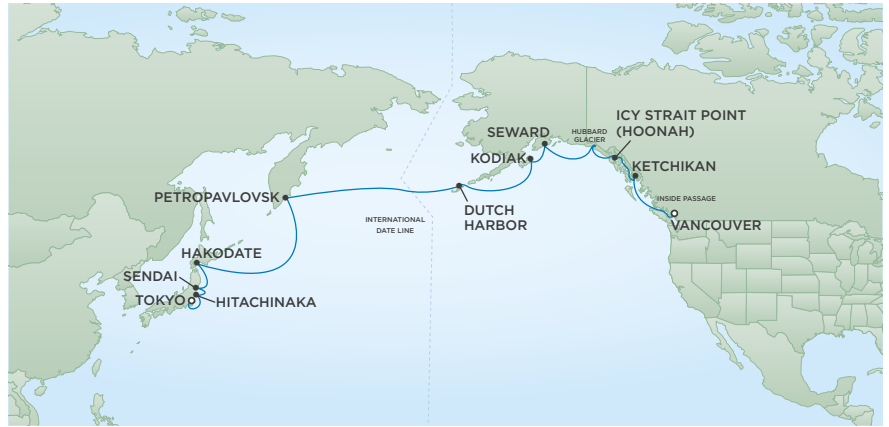 ICY STRAIT POINT
(HOONAH)
SEWARD
HUBBARD
GLACIER
KODIAK
KETCHIKAN
PETROPAVLOVSK
INSIDE PASSAGE
DUTCH
HARBOR
INTERNATIONAL
DATE LINE
VANCOUVER
HAKODATE
SENDAI
TOKYO
HITACHINAKA